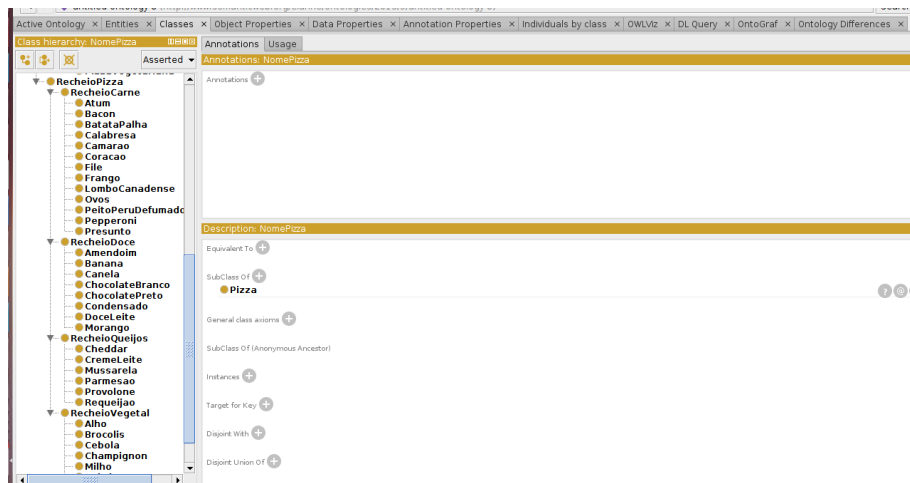 Active Ontology × Entities × Classes × Object Properties × Data Properties × Annotation Properties × Individuals by class × OWLViz × DL Query × OntoGraf × Ontology Differences ×
Class hierarchy: NomePizza
Asserted
RecheioPizza
RecheioCarne
Atum
Bacon
BatataPalha
Calabresa
Camarao
Coracao
File
Frango
LomboCanadense
Ovos
PeitoPeruDefumado
Pepperoni
Presunto
RecheioDoce
Amendoim
Banana
Canela
ChocolateBranco
ChocolatePreto
Condensado
DoceLeite
Morango
RecheioQueijos
Cheddar
CremeLeite
Mussarela
Parmesao
Provolone
Requeijao
RecheioVegetal
Alho
Brocolis
Cebola
Champignon
Milho
Annotations Usage
Annotations: NomePizza
Annotations
Description: NomePizza
Equivalent To
SubClass Of
Pizza
? @
General class axioms
SubClass Of (Anonymous Ancestor)
Instances
Target for Key
Disjoint With
Disjoint Union Of